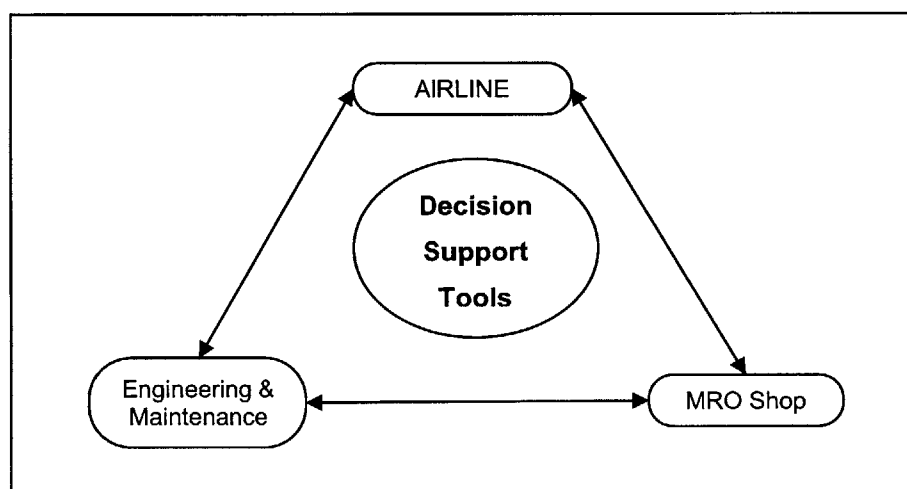 AIRLINE
Decision
Support
Tools
Engineering &
Maintenance
MRO Shop